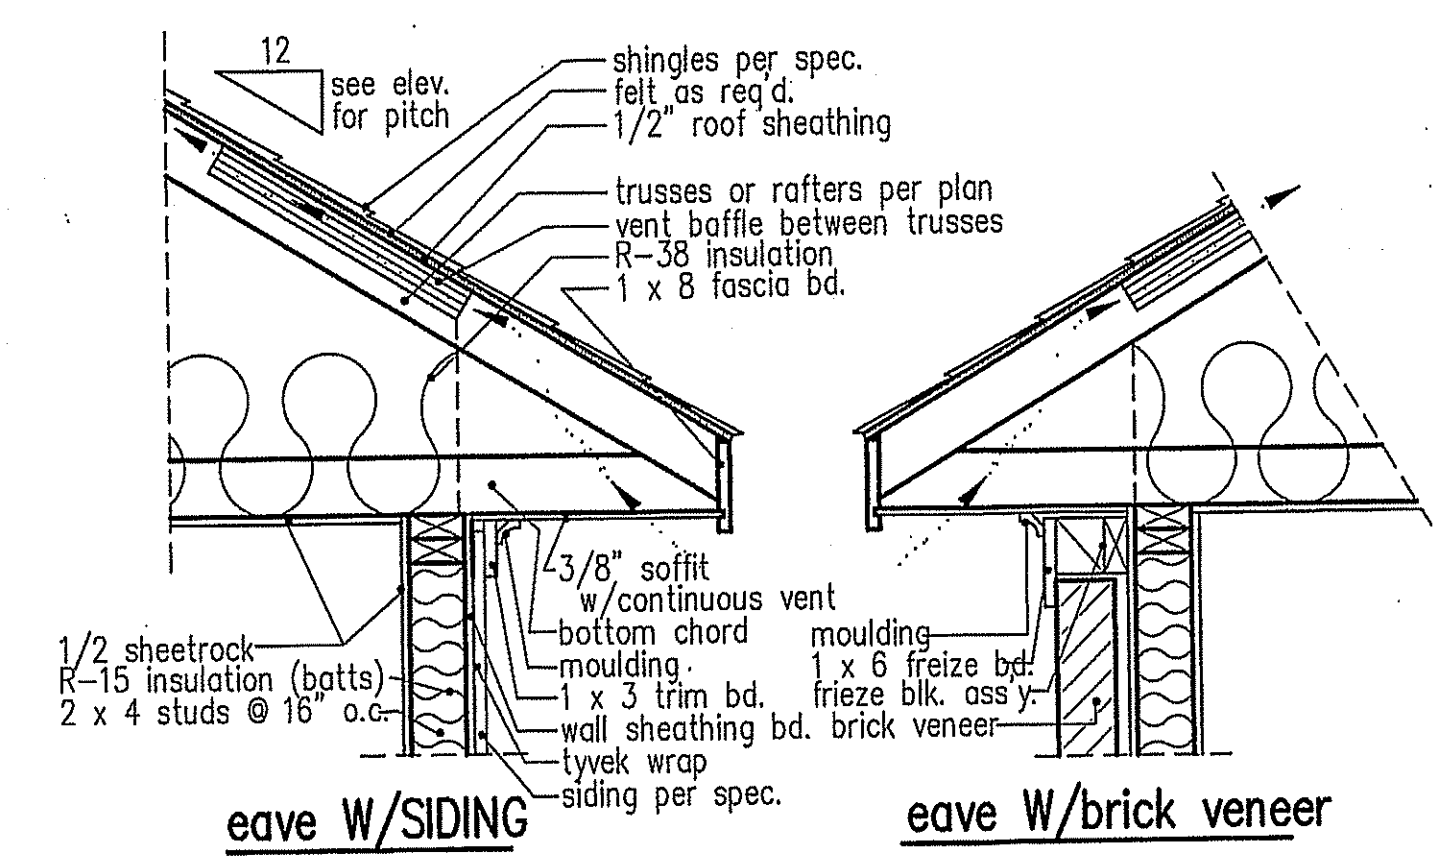 12
see elev.
for pitch
shingles per spec.
felt as req'd.
1/2" roof sheathing
trusses or rafters per plan
vent baffle between trusses
R-38 insulation
1 x 8 fascia bd.
3/8" soffit
w/continuous vent
bottom chord
moulding
1 x 3 trim bd.
wall sheathing bd.
tyvek wrap
siding per spec.
1/2 sheetrock
R-15 insulation (batts)
2 x 4 studs @ 16" o.c.
moulding
1 x 6 freize bd.
frieze blk. ass'y.
brick veneer
eave W/SIDING
eave W/brick veneer